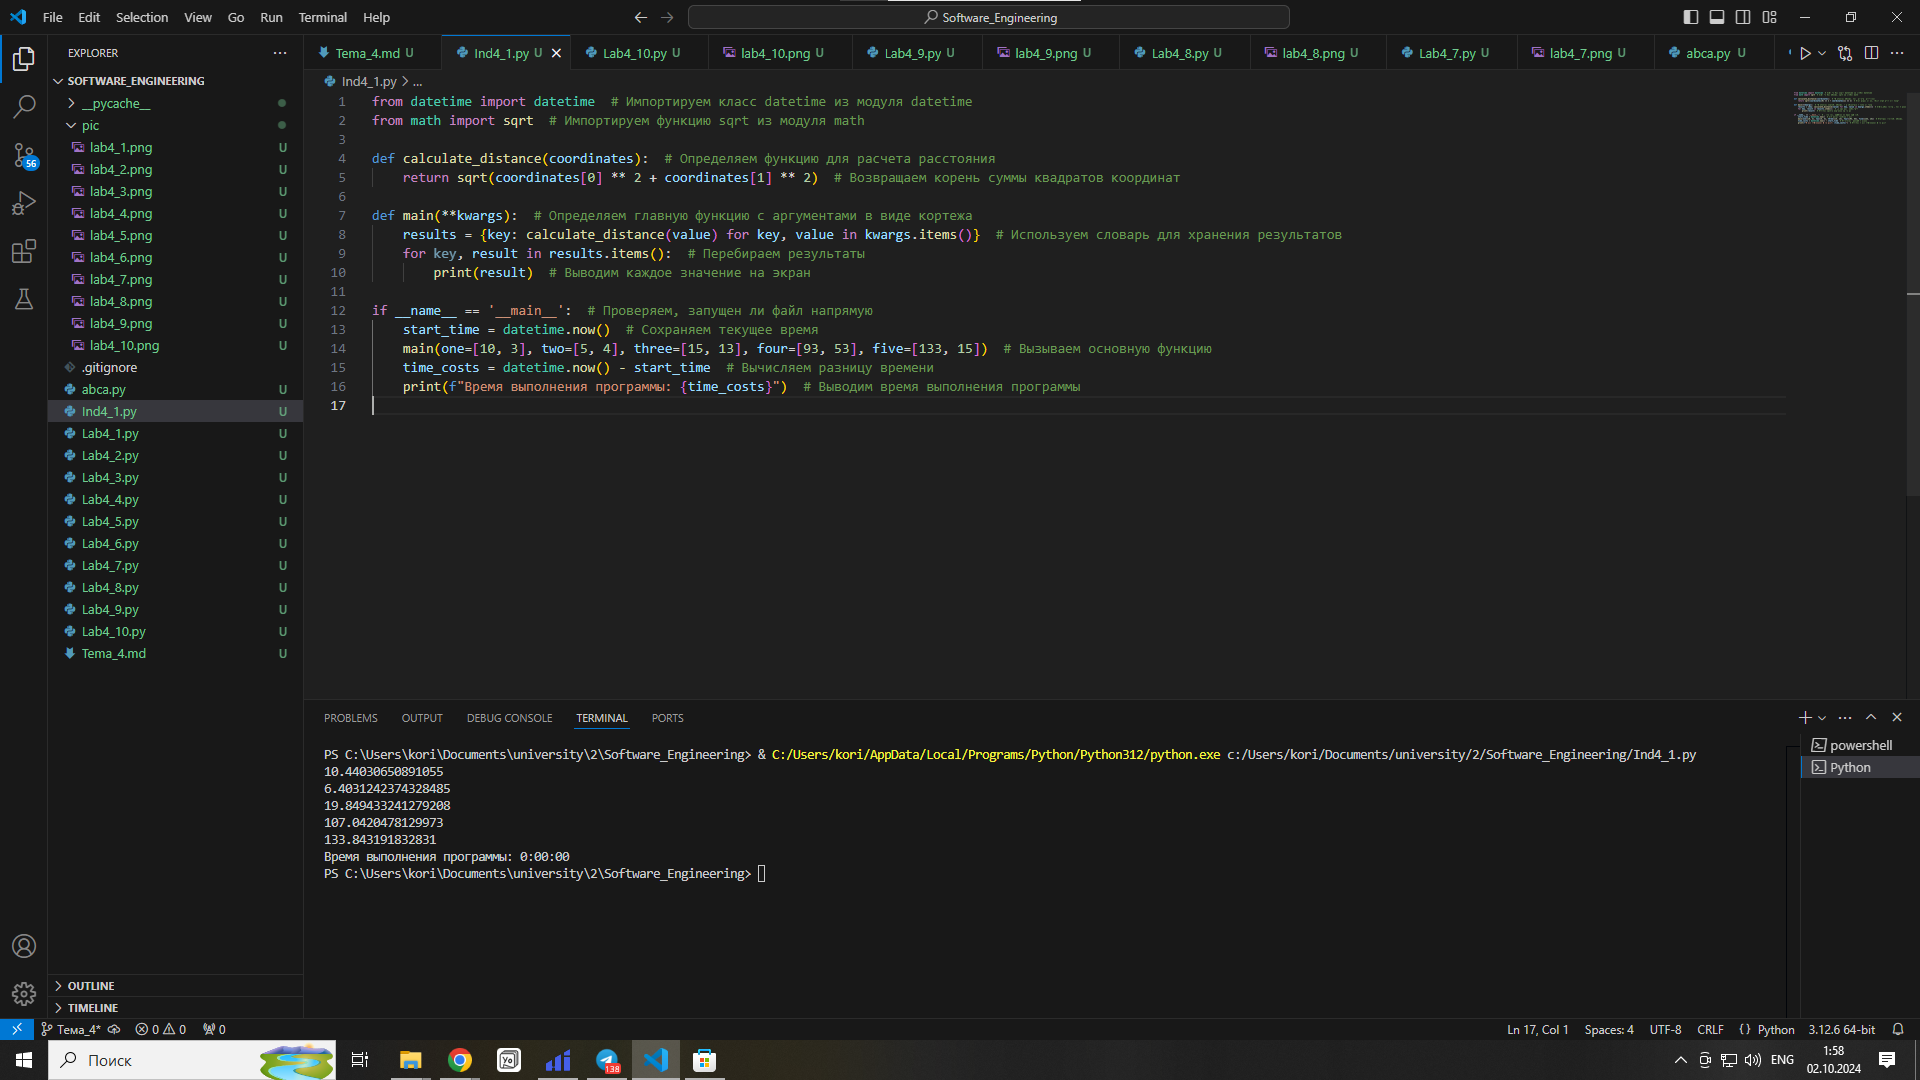 File Edit Selection View Go Run Terminal Help
Software_Engineering
EXPLORER
SOFTWARE_ENGINEERING
__pycache__
pic
lab4_1.png U
lab4_2.png U
lab4_3.png U
lab4_4.png U
lab4_5.png U
lab4_6.png U
lab4_7.png U
lab4_8.png U
lab4_9.png U
lab4_10.png U
.gitignore
abca.py U
Ind4_1.py U
Lab4_1.py U
Lab4_2.py U
Lab4_3.py U
Lab4_4.py U
Lab4_5.py U
Lab4_6.py U
Lab4_7.py U
Lab4_8.py U
Lab4_9.py U
Lab4_10.py U
Tema_4.md U
OUTLINE
TIMELINE
56
Tema_4.md U Ind4_1.py U Lab4_10.py U lab4_10.png U Lab4_9.py U lab4_9.png U Lab4_8.py U lab4_8.png U Lab4_7.py U lab4_7.png U abca.py U
Ind4_1.py > ...
1 from datetime import datetime  # Импортируем класс datetime из модуля datetime
2 from math import sqrt  # Импортируем функцию sqrt из модуля math
3
4 def calculate_distance(coordinates):  # Определяем функцию для расчета расстояния
5     return sqrt(coordinates[0] ** 2 + coordinates[1] ** 2)  # Возвращаем корень суммы квадратов координат
6
7 def main(**kwargs):  # Определяем главную функцию с аргументами в виде кортежа
8     results = {key: calculate_distance(value) for key, value in kwargs.items()}  # Используем словарь для хранения результатов
9     for key, result in results.items():  # Перебираем результаты
10         print(result)  # Выводим каждое значение на экран
11
12 if __name__ == '__main__':  # Проверяем, запущен ли файл напрямую
13     start_time = datetime.now()  # Сохраняем текущее время
14     main(one=[10, 3], two=[5, 4], three=[15, 13], four=[93, 53], five=[133, 15])  # Вызываем основную функцию
15     time_costs = datetime.now() - start_time  # Вычисляем разницу времени
16     print(f"Время выполнения программы: {time_costs}")  # Выводим время выполнения программы
17
PROBLEMS OUTPUT DEBUG CONSOLE TERMINAL PORTS
PS C:\Users\kori\Documents\university\2\Software_Engineering> & C:/Users/kori/AppData/Local/Programs/Python/Python312/python.exe c:/Users/kori/Documents/university/2/Software_Engineering/Ind4_1.py
10.44030650891055
6.4031242374328485
19.849433241279208
107.0420478129973
133.843191832831
Время выполнения программы: 0:00:00
PS C:\Users\kori\Documents\university\2\Software_Engineering>
powershell
Python
Тема_4* 0 0 0 Ln 17, Col 1 Spaces: 4 UTF-8 CRLF {} Python 3.12.6 64-bit
Поиск
138
ENG
1:58
02.10.2024